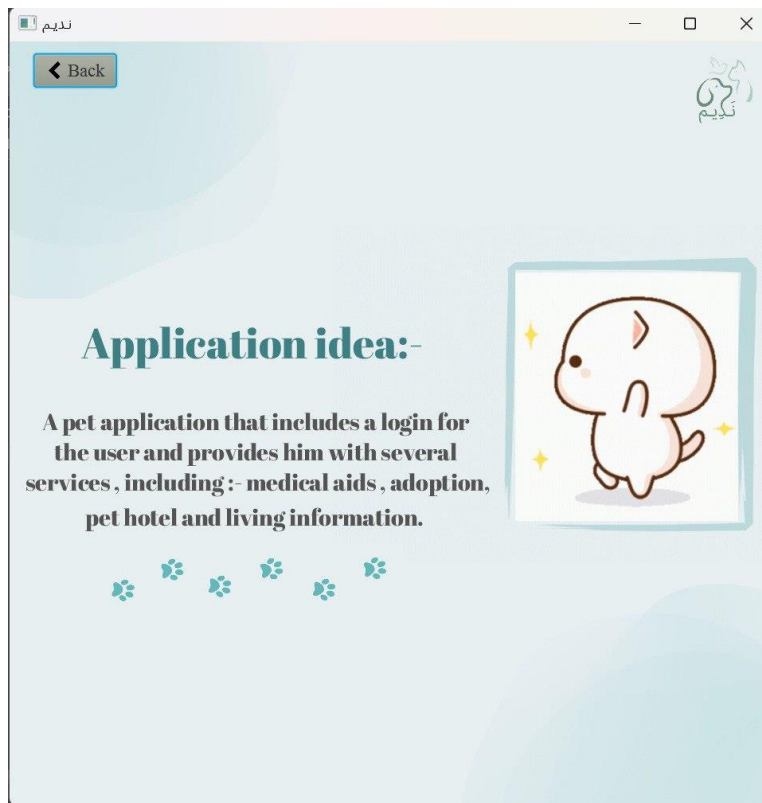 نديم
Back
نَدِيم
Application idea:-
A pet application that includes a login for
the user and provides him with several
services , including :- medical aids , adoption,
pet hotel and living information.